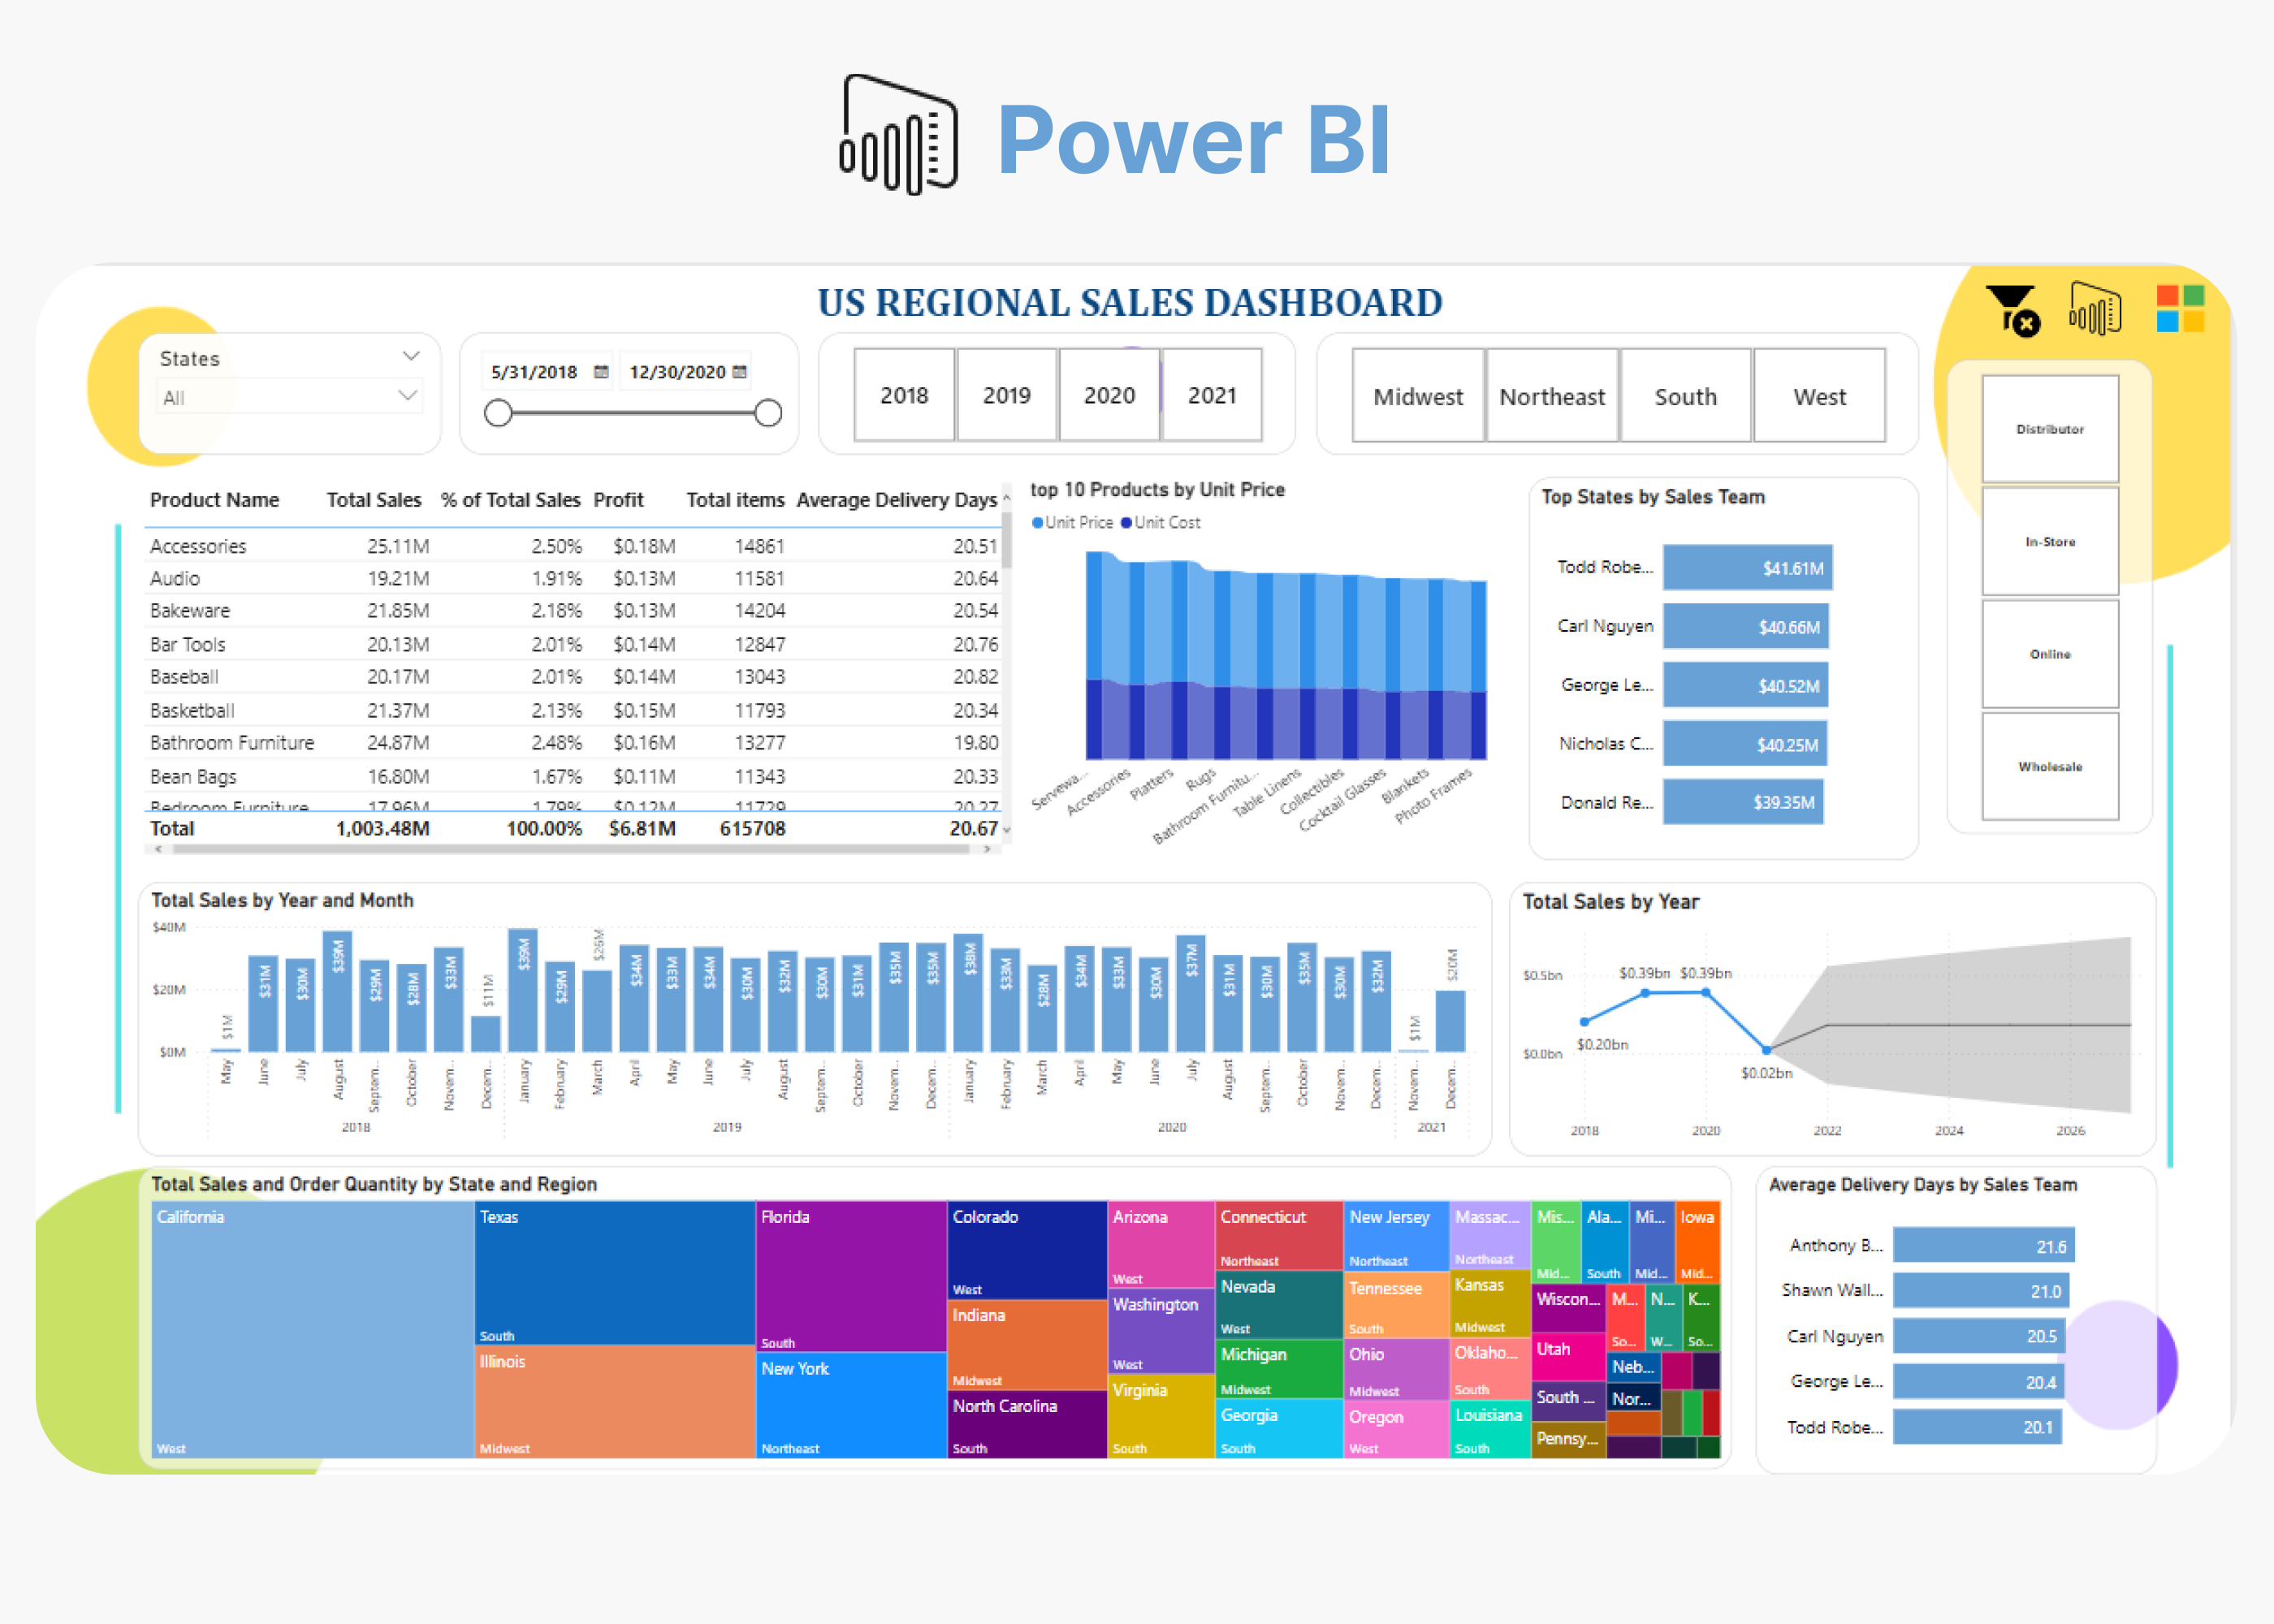 Power BI
US REGIONAL SALES DASHBOARD
States
All
5/31/2018 12/30/2020
2018 2019 2020 2021
Midwest Northeast South West
Distributor
In-Store
Online
Wholesale
Product Name Total Sales % of Total Sales Profit Total items Average Delivery Days
Accessories 25.11M 2.50% $0.18M 14861 20.51
Audio 19.21M 1.91% $0.13M 11581 20.64
Bakeware 21.85M 2.18% $0.13M 14204 20.54
Bar Tools 20.13M 2.01% $0.14M 12847 20.76
Baseball 20.17M 2.01% $0.14M 13043 20.82
Basketball 21.37M 2.13% $0.15M 11793 20.34
Bathroom Furniture 24.87M 2.48% $0.16M 13277 19.80
Bean Bags 16.80M 1.67% $0.11M 11343 20.33
Bedroom Furniture 17.96M 1.79% $0.12M 11729 20.27
Total 1,003.48M 100.00% $6.81M 615708 20.67
top 10 Products by Unit Price
Unit Price Unit Cost
Servewa...
Accessories
Platters
Rugs
Bathroom Furnitu...
Table Linens
Collectibles
Cocktail Glasses
Blankets
Photo Frames
Top States by Sales Team
Todd Robe... $41.61M
Carl Nguyen $40.66M
George Le... $40.52M
Nicholas C... $40.25M
Donald Re... $39.35M
Total Sales by Year and Month
$40M
$20M
$0M
$1M $31M $30M $39M $29M $28M $33M $11M $39M $29M $26M $34M $33M $34M $30M $32M $30M $31M $35M $35M $38M $33M $28M $34M $33M $30M $37M $31M $30M $35M $30M $32M $1M $20M
May June July August Septem... October Novem... Decem... January February March April May June July August Septem... October Novem... Decem... January February March April May June July August Septem... October Novem... Decem... Novem... Decem...
2018 2019 2020 2021
Total Sales by Year
$0.5bn
$0.0bn
$0.39bn $0.39bn
$0.20bn
$0.02bn
2018 2020 2022 2024 2026
Total Sales and Order Quantity by State and Region
California
West
Texas
South
Illinois
Midwest
Florida
South
New York
Northeast
Colorado
West
Indiana
Midwest
North Carolina
South
Arizona
West
Washington
West
Virginia
South
Connecticut
Northeast
Nevada
West
Michigan
Midwest
Georgia
South
New Jersey
Northeast
Tennessee
South
Ohio
Midwest
Oregon
West
Massac...
Northeast
Kansas
Midwest
Oklaho...
South
Louisiana
South
Mis...
Mid...
Ala...
South
Mi...
Mid...
Iowa
Mid...
Wiscon...
Utah
South ...
Pennsy...
M...
So...
N...
W...
K...
So...
Neb...
Nor...
Average Delivery Days by Sales Team
Anthony B... 21.6
Shawn Wall... 21.0
Carl Nguyen 20.5
George Le... 20.4
Todd Robe... 20.1